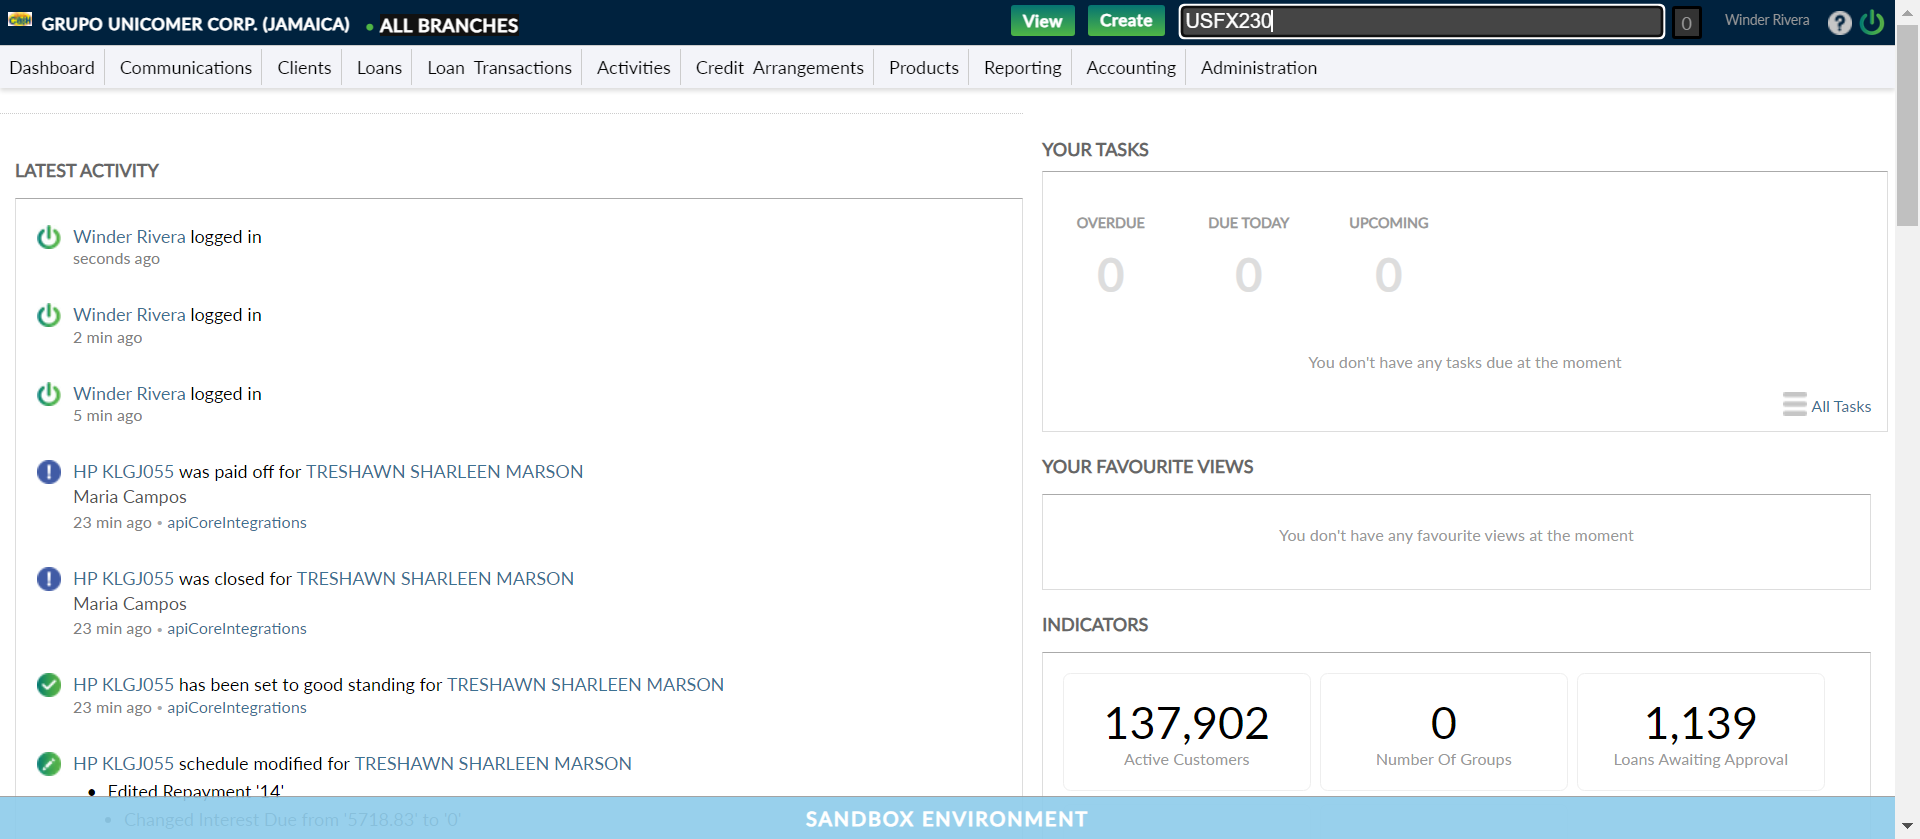 GRUPO UNICOMER CORP. (JAMAICA) • ALL BRANCHES
View Create USFX230 0 Winder Rivera ?
Dashboard Communications Clients Loans Loan Transactions Activities Credit Arrangements Products Reporting Accounting Administration
LATEST ACTIVITY
Winder Rivera logged in
seconds ago
Winder Rivera logged in
2 min ago
Winder Rivera logged in
5 min ago
HP KLGJ055 was paid off for TRESHAWN SHARLEEN MARSON
Maria Campos
23 min ago • apiCoreIntegrations
HP KLGJ055 was closed for TRESHAWN SHARLEEN MARSON
Maria Campos
23 min ago • apiCoreIntegrations
HP KLGJ055 has been set to good standing for TRESHAWN SHARLEEN MARSON
23 min ago • apiCoreIntegrations
HP KLGJ055 schedule modified for TRESHAWN SHARLEEN MARSON
• Edited Repayment '14'
• Changed Interest Due from '5718.83' to '0'
YOUR TASKS
OVERDUE DUE TODAY UPCOMING
0 0 0
You don't have any tasks due at the moment
All Tasks
YOUR FAVOURITE VIEWS
You don't have any favourite views at the moment
INDICATORS
137,902 0 1,139
Active Customers Number Of Groups Loans Awaiting Approval
SANDBOX ENVIRONMENT